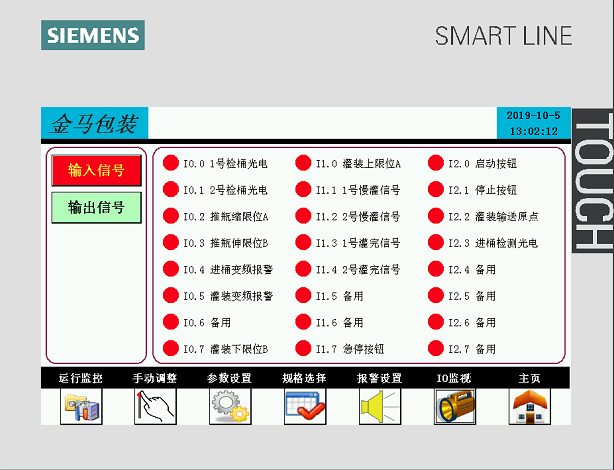 SIEMENS
SMART LINE
TOUCH
金马包装
2019-10-5
13:02:12
输入信号
输出信号
I0.0 1号检桶光电
I0.1 2号检桶光电
I0.2 推瓶缩限位A
I0.3 推瓶伸限位B
I0.4 进桶变频报警
I0.5 灌装变频报警
I0.6 备用
I0.7 灌装下限位B
I1.0 灌装上限位A
I1.1 1号慢灌信号
I1.2 2号慢灌信号
I1.3 1号灌完信号
I1.4 2号灌完信号
I1.5 备用
I1.6 备用
I1.7 急停按钮
I2.0 启动按钮
I2.1 停止按钮
I2.2 灌装输送原点
I2.3 进桶检测光电
I2.4 备用
I2.5 备用
I2.6 备用
I2.7 备用
运行监控
手动调整
参数设置
规格选择
报警设置
IO监视
主页